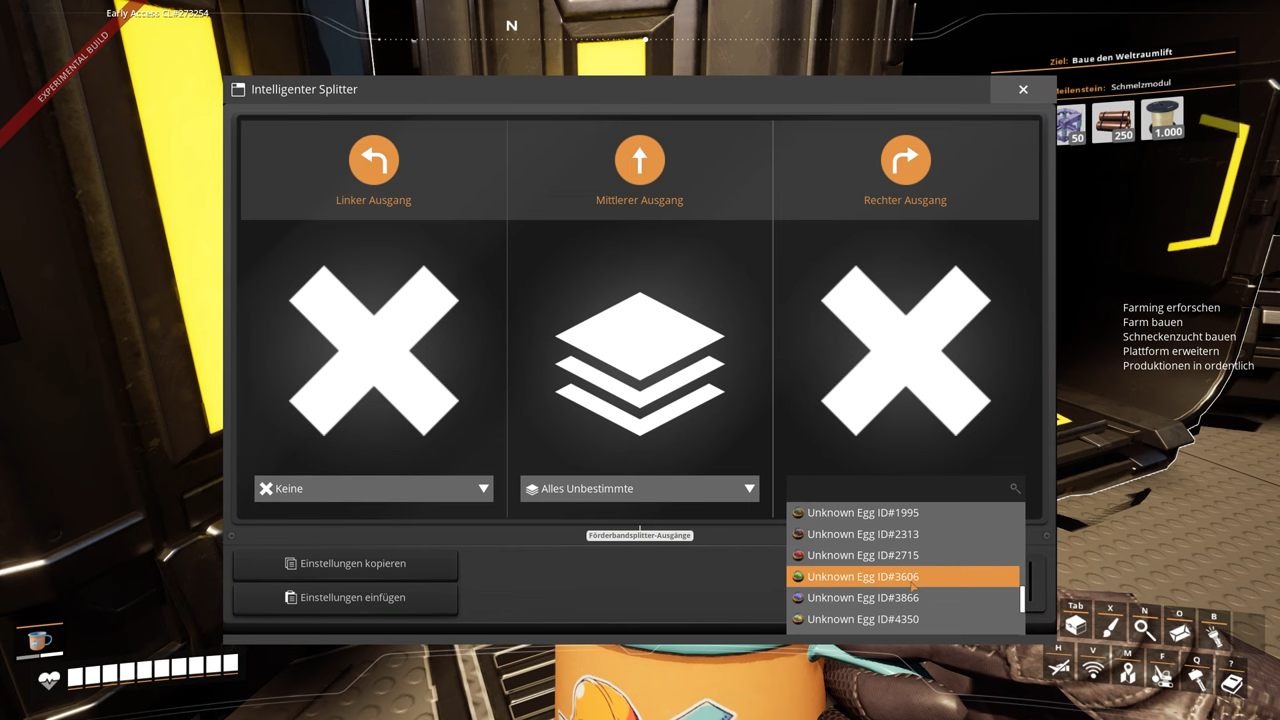 Early Access CL#273254
EXPERIMENTAL BUILD
N
Ziel: Baue den Weltraumlift
Meilenstein: Schmelzmodul
50
250
1.000
Intelligenter Splitter
Linker Ausgang
Mittlerer Ausgang
Rechter Ausgang
Farming erforschen
Farm bauen
Schneckenzucht bauen
Plattform erweitern
Produktionen in ordentlich
Keine
Alles Unbestimmte
Unknown Egg ID#1995
Unknown Egg ID#2313
Unknown Egg ID#2715
Unknown Egg ID#3606
Unknown Egg ID#3866
Unknown Egg ID#4350
Förderbandsplitter-Ausgänge
Einstellungen kopieren
Einstellungen einfügen
Tab
X
N
O
B
H
V
M
F
Q
?